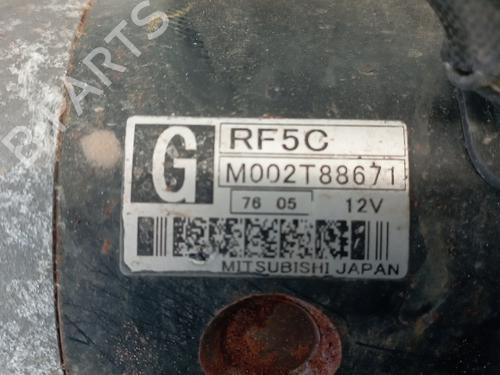 G
RF5C
M002T88671
76 05
12V
MITSUBISHI JAPAN
PARTS